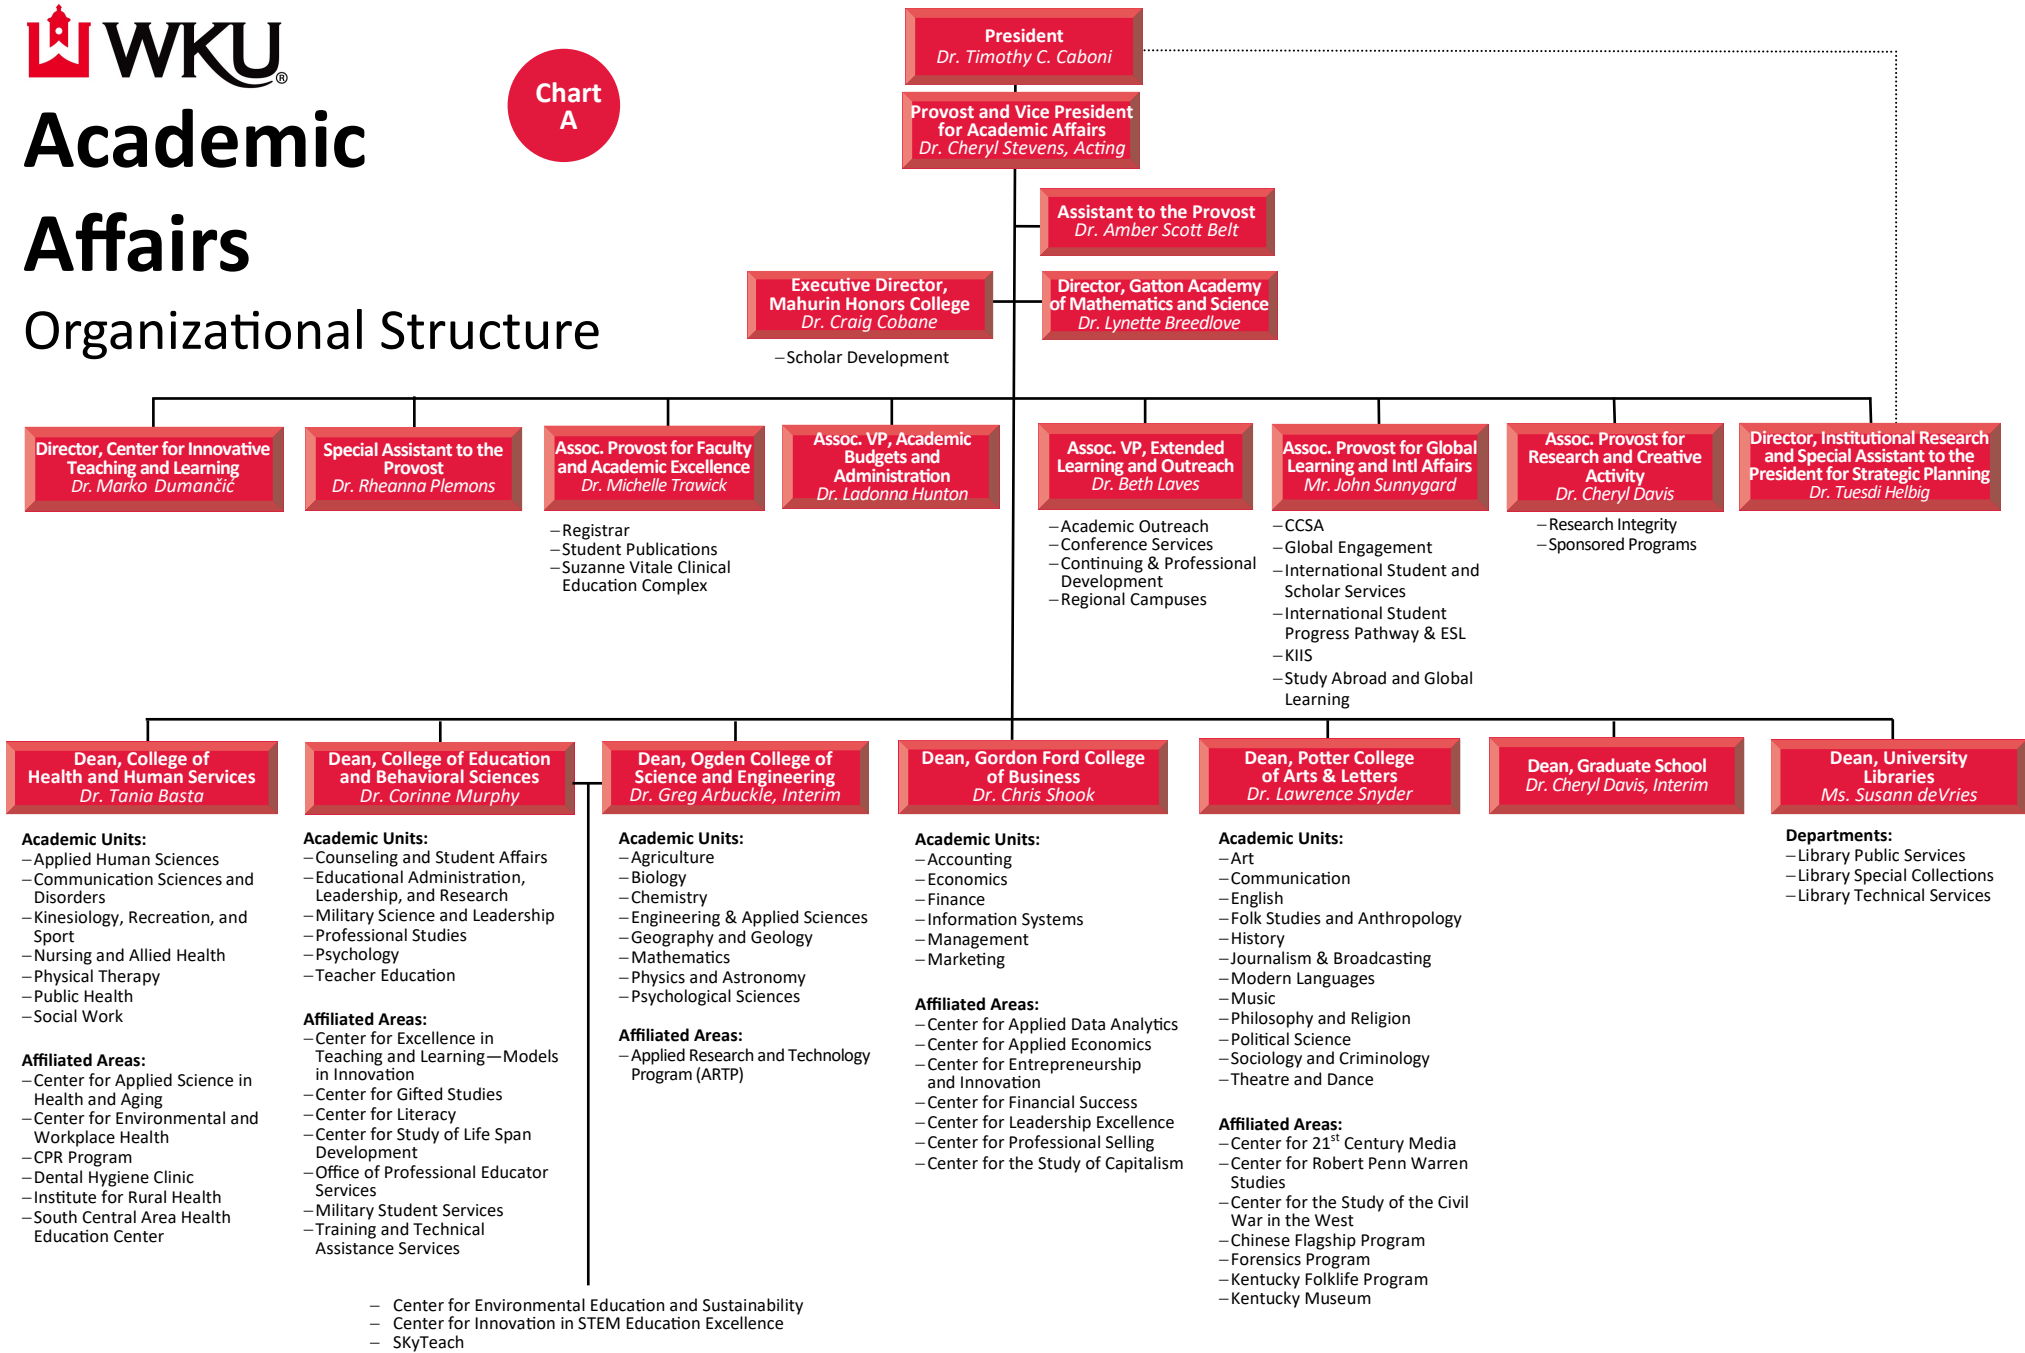 WKU®
Academic
Affairs
Organizational Structure
Chart
A
President
Dr. Timothy C. Caboni
Provost and Vice President
for Academic Affairs
Dr. Cheryl Stevens, Acting
Assistant to the Provost
Dr. Amber Scott Belt
Executive Director,
Mahurin Honors College
Dr. Craig Cobane
–Scholar Development
Director, Gatton Academy
of Mathematics and Science
Dr. Lynette Breedlove
Director, Center for Innovative
Teaching and Learning
Dr. Marko Dumančić
Special Assistant to the
Provost
Dr. Rheanna Plemons
Assoc. Provost for Faculty
and Academic Excellence
Dr. Michelle Trawick
–Registrar
–Student Publications
–Suzanne Vitale Clinical
Education Complex
Assoc. VP, Academic
Budgets and
Administration
Dr. Ladonna Hunton
Assoc. VP, Extended
Learning and Outreach
Dr. Beth Laves
–Academic Outreach
–Conference Services
–Continuing & Professional
Development
–Regional Campuses
Assoc. Provost for Global
Learning and Intl Affairs
Mr. John Sunnygard
–CCSA
–Global Engagement
–International Student and
Scholar Services
–International Student
Progress Pathway & ESL
–KIIS
–Study Abroad and Global
Learning
Assoc. Provost for
Research and Creative
Activity
Dr. Cheryl Davis
–Research Integrity
–Sponsored Programs
Director, Institutional Research
and Special Assistant to the
President for Strategic Planning
Dr. Tuesdi Helbig
Dean, College of
Health and Human Services
Dr. Tania Basta
Academic Units:
–Applied Human Sciences
–Communication Sciences and
Disorders
–Kinesiology, Recreation, and
Sport
–Nursing and Allied Health
–Physical Therapy
–Public Health
–Social Work
Affiliated Areas:
–Center for Applied Science in
Health and Aging
–Center for Environmental and
Workplace Health
–CPR Program
–Dental Hygiene Clinic
–Institute for Rural Health
–South Central Area Health
Education Center
Dean, College of Education
and Behavioral Sciences
Dr. Corinne Murphy
Academic Units:
–Counseling and Student Affairs
–Educational Administration,
Leadership, and Research
–Military Science and Leadership
–Professional Studies
–Psychology
–Teacher Education
Affiliated Areas:
–Center for Excellence in
Teaching and Learning—Models
in Innovation
–Center for Gifted Studies
–Center for Literacy
–Center for Study of Life Span
Development
–Office of Professional Educator
Services
–Military Student Services
–Training and Technical
Assistance Services
Dean, Ogden College of
Science and Engineering
Dr. Greg Arbuckle, Interim
Academic Units:
–Agriculture
–Biology
–Chemistry
–Engineering & Applied Sciences
–Geography and Geology
–Mathematics
–Physics and Astronomy
–Psychological Sciences
Affiliated Areas:
–Applied Research and Technology
Program (ARTP)
– Center for Environmental Education and Sustainability
– Center for Innovation in STEM Education Excellence
– SKyTeach
Dean, Gordon Ford College
of Business
Dr. Chris Shook
Academic Units:
–Accounting
–Economics
–Finance
–Information Systems
–Management
–Marketing
Affiliated Areas:
–Center for Applied Data Analytics
–Center for Applied Economics
–Center for Entrepreneurship
and Innovation
–Center for Financial Success
–Center for Leadership Excellence
–Center for Professional Selling
–Center for the Study of Capitalism
Dean, Potter College
of Arts & Letters
Dr. Lawrence Snyder
Academic Units:
–Art
–Communication
–English
–Folk Studies and Anthropology
–History
–Journalism & Broadcasting
–Modern Languages
–Music
–Philosophy and Religion
–Political Science
–Sociology and Criminology
–Theatre and Dance
Affiliated Areas:
–Center for 21st Century Media
–Center for Robert Penn Warren
Studies
–Center for the Study of the Civil
War in the West
–Chinese Flagship Program
–Forensics Program
–Kentucky Folklife Program
–Kentucky Museum
Dean, Graduate School
Dr. Cheryl Davis, Interim
Dean, University
Libraries
Ms. Susann deVries
Departments:
–Library Public Services
–Library Special Collections
–Library Technical Services